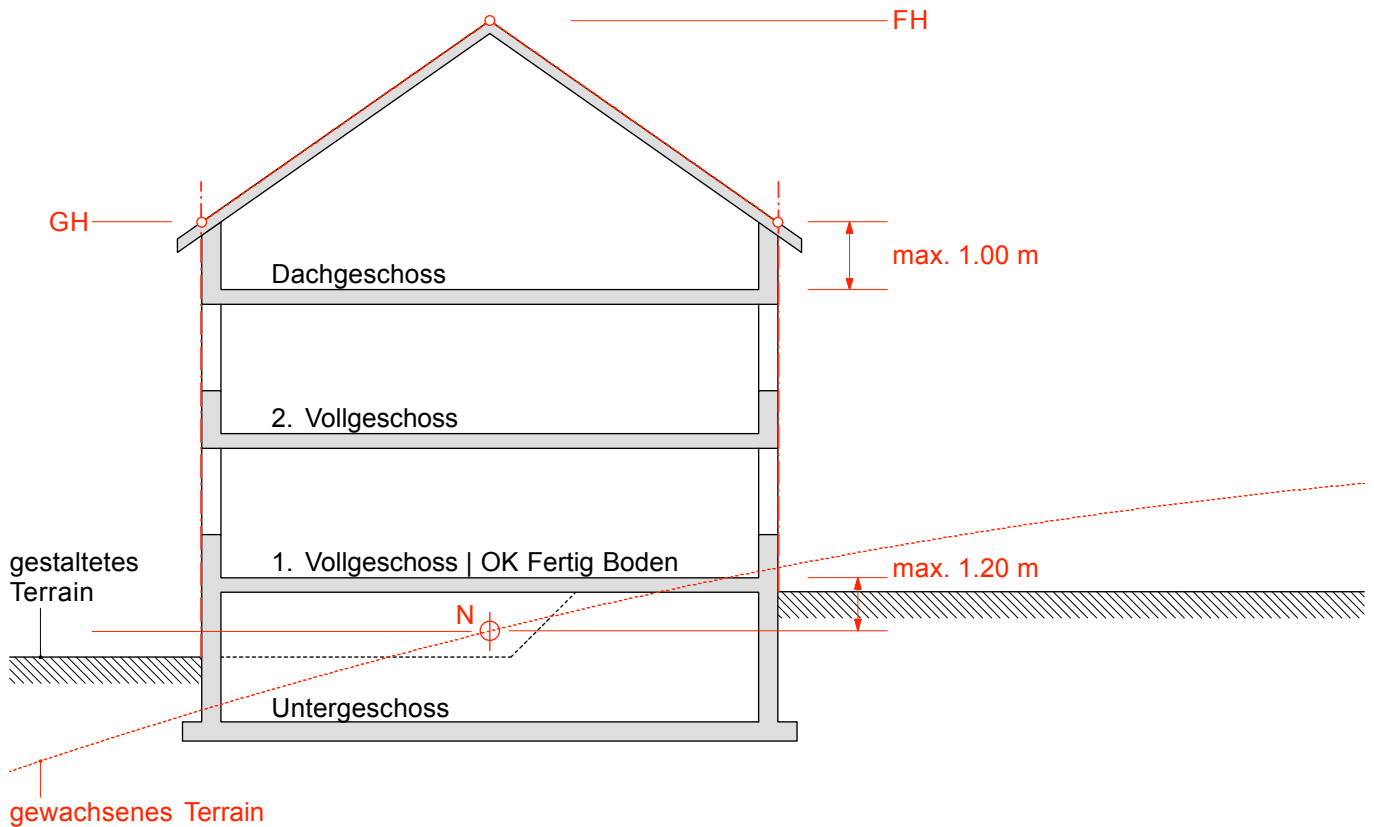 FH
GH
max. 1.00 m
Dachgeschoss
2. Vollgeschoss
gestaltetes
Terrain
1. Vollgeschoss | OK Fertig Boden
max. 1.20 m
N
Untergeschoss
gewachsenes Terrain